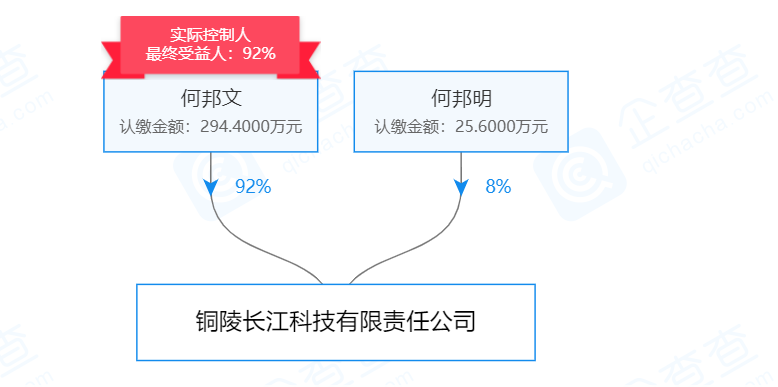 实际控制人
最终受益人：92%
何邦文
认缴金额：294.4000万元
何邦明
认缴金额：25.6000万元
92%
8%
铜陵长江科技有限责任公司
企查查
qichacha.com